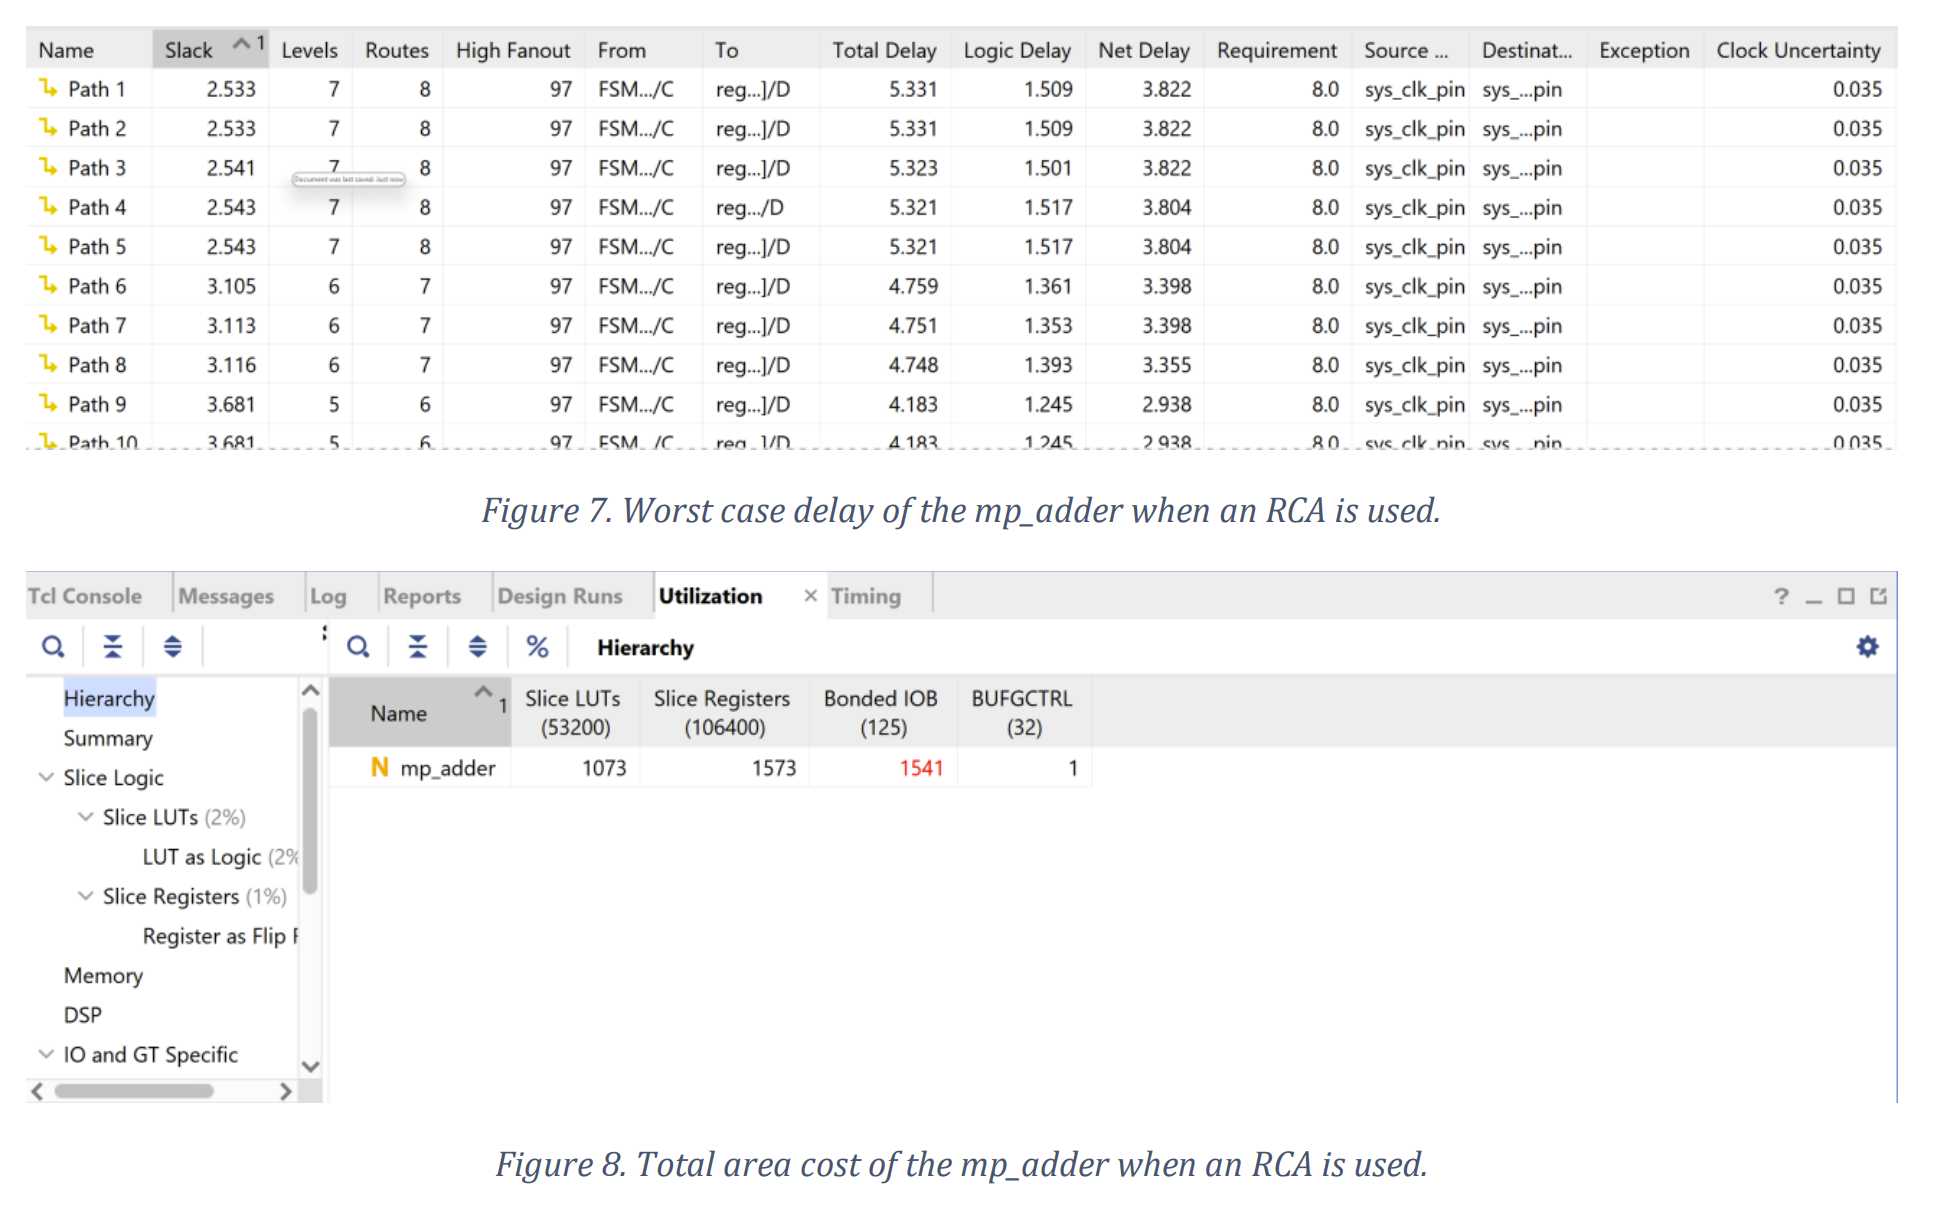 Name Slack 1 Levels Routes High Fanout From To Total Delay Logic Delay Net Delay Requirement Source ... Destinat... Exception Clock Uncertainty
Path 1 2.533 7 8 97 FSM.../C reg...]/D 5.331 1.509 3.822 8.0 sys_clk_pin sys_...pin 0.035
Path 2 2.533 7 8 97 FSM.../C reg...]/D 5.331 1.509 3.822 8.0 sys_clk_pin sys_...pin 0.035
Path 3 2.541 7 8 97 FSM.../C reg...]/D 5.323 1.501 3.822 8.0 sys_clk_pin sys_...pin 0.035
Document was last saved: Just now
Path 4 2.543 7 8 97 FSM.../C reg.../D 5.321 1.517 3.804 8.0 sys_clk_pin sys_...pin 0.035
Path 5 2.543 7 8 97 FSM.../C reg...]/D 5.321 1.517 3.804 8.0 sys_clk_pin sys_...pin 0.035
Path 6 3.105 6 7 97 FSM.../C reg...]/D 4.759 1.361 3.398 8.0 sys_clk_pin sys_...pin 0.035
Path 7 3.113 6 7 97 FSM.../C reg...]/D 4.751 1.353 3.398 8.0 sys_clk_pin sys_...pin 0.035
Path 8 3.116 6 7 97 FSM.../C reg...]/D 4.748 1.393 3.355 8.0 sys_clk_pin sys_...pin 0.035
Path 9 3.681 5 6 97 FSM.../C reg...]/D 4.183 1.245 2.938 8.0 sys_clk_pin sys_...pin 0.035
Path 10 3.681 5 6 97 FSM.../C reg...]/D 4.183 1.245 2.938 8.0 sys_clk_pin sys_...pin 0.035
Figure 7. Worst case delay of the mp_adder when an RCA is used.
Tcl Console Messages Log Reports Design Runs Utilization × Timing ? _
% Hierarchy
Hierarchy
Summary
Slice Logic
Slice LUTs (2%)
LUT as Logic (2%
Slice Registers (1%)
Register as Flip F
Memory
DSP
IO and GT Specific
Name 1 Slice LUTs (53200) Slice Registers (106400) Bonded IOB (125) BUFGCTRL (32)
N mp_adder 1073 1573 1541 1
Figure 8. Total area cost of the mp_adder when an RCA is used.